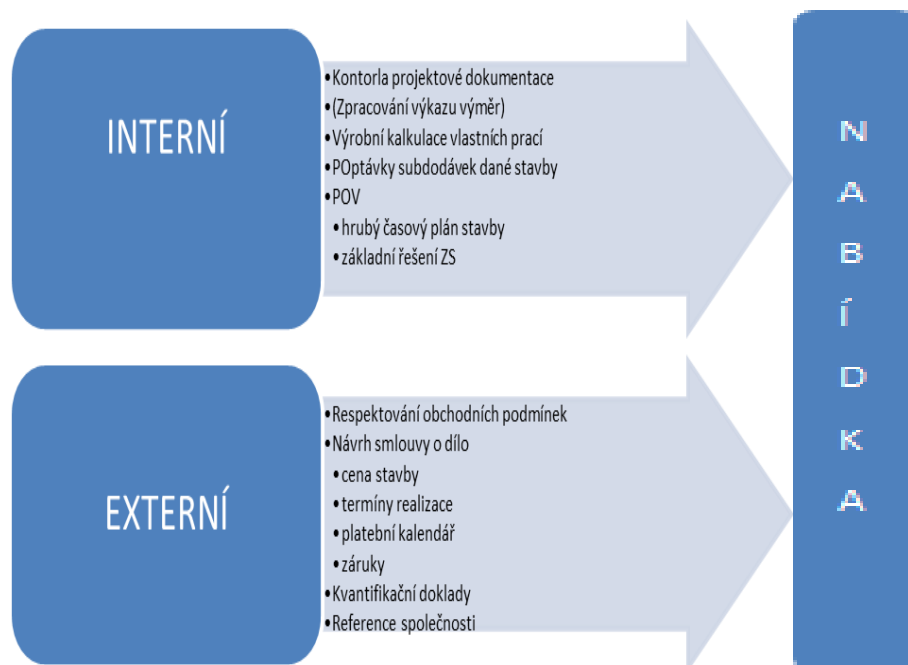 INTERNÍ
•Kontorla projektové dokumentace
•(Zpracování výkazu výměr)
•Výrobní kalkulace vlastních prací
•POptávky subdodávek dané stavby
•POV
•hrubý časový plán stavby
•základní řešení ZS
EXTERNÍ
•Respektování obchodních podmínek
•Návrh smlouvy o dílo
•cena stavby
•termíny realizace
•platební kalendář
•záruky
•Kvantifikační doklady
•Reference společnosti
N
A
B
Í
D
K
A